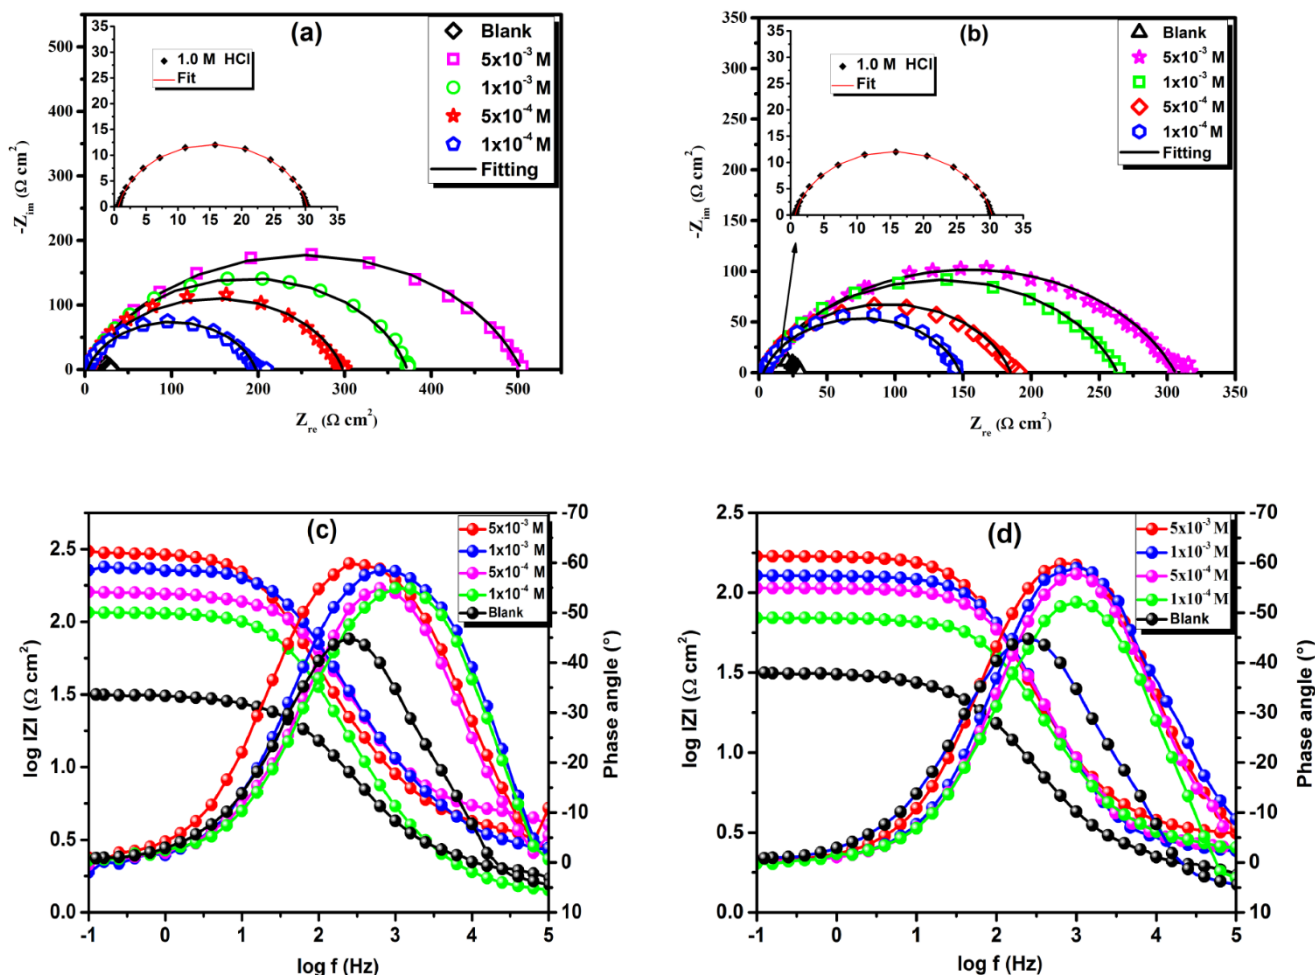 (a)
Blank
5x10-3 M
1x10-3 M
5x10-4 M
1x10-4 M
Fitting
1.0 M HCl
Fit
35
30
25
20
15
10
5
0
0 5 10 15 20 25 30 35
500
400
300
200
100
0
-Zim (Ω cm2)
0 100 200 300 400 500
Zre (Ω cm2)
(b)
Blank
5x10-3 M
1x10-3 M
5x10-4 M
1x10-4 M
Fitting
1.0 M HCl
Fit
35
30
25
20
15
10
5
0
0 5 10 15 20 25 30 35
350
300
250
200
150
100
50
0
-Zim (Ω cm2)
0 50 100 150 200 250 300 350
Zre (Ω cm2)
(c)
5x10-3 M
1x10-3 M
5x10-4 M
1x10-4 M
Blank
2.5
2.0
1.5
1.0
0.5
0.0
log IZI (Ω cm2)
-70
-60
-50
-40
-30
-20
-10
0
10
Phase angle (°)
-1 0 1 2 3 4 5
log f (Hz)
(d)
5x10-3 M
1x10-3 M
5x10-4 M
1x10-4 M
Blank
2.5
2.0
1.5
1.0
0.5
0.0
log IZI (Ω cm2)
-70
-60
-50
-40
-30
-20
-10
0
10
Phase angle (°)
-1 0 1 2 3 4 5
log f (Hz)